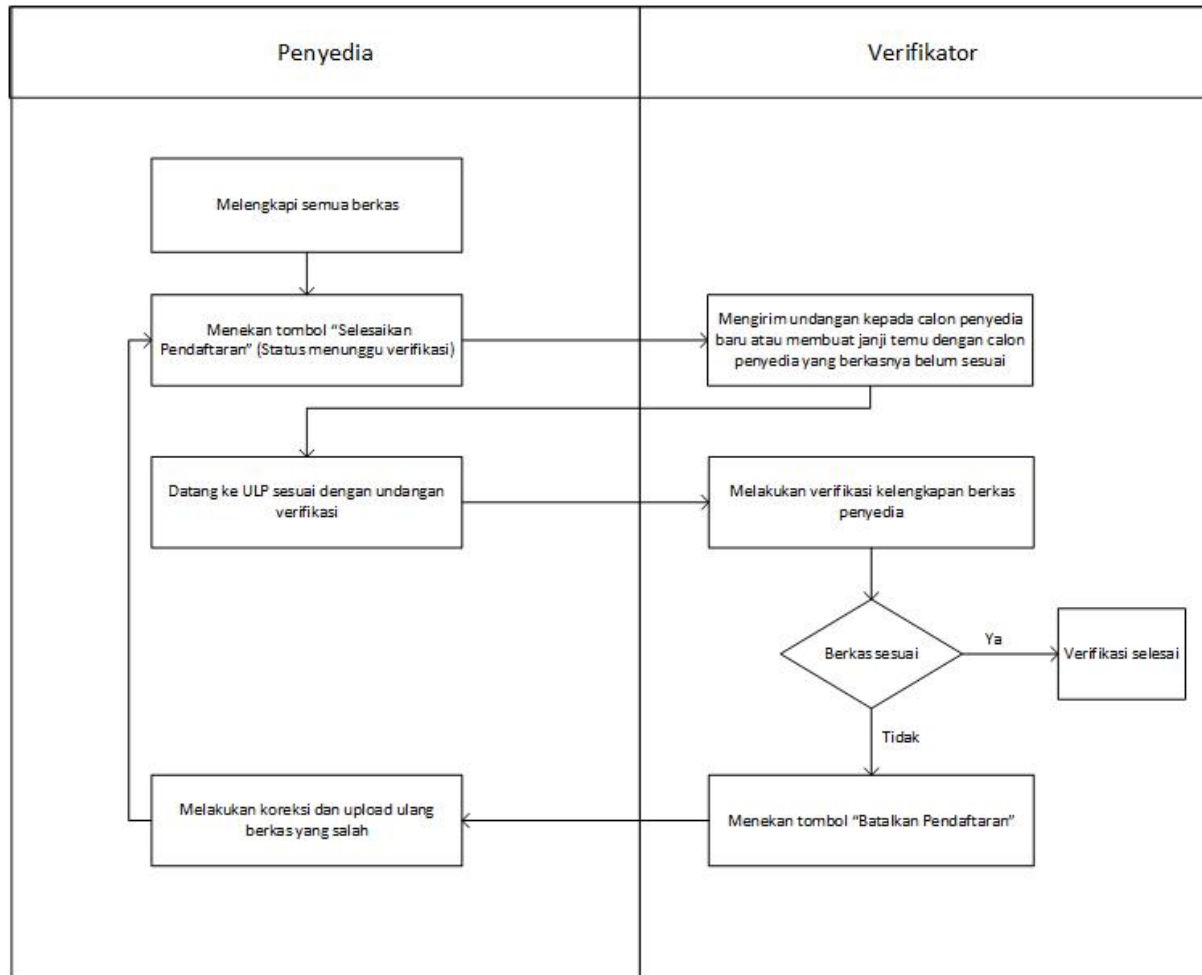 Penyedia
Verifikator
Melengkapi semua berkas
Menekan tombol “Selesaikan
Pendaftaran” (Status menunggu verifikasi)
Mengirim undangan kepada calon penyedia
baru atau membuat janji temu dengan calon
penyedia yang berkasnya belum sesuai
Datang ke ULP sesuai dengan undangan
verifikasi
Melakukan verifikasi kelengkapan berkas
penyedia
Berkas sesuai
Ya
Verifikasi selesai
Tidak
Melakukan koreksi dan upload ulang
berkas yang salah
Menekan tombol “Batalkan Pendaftaran”